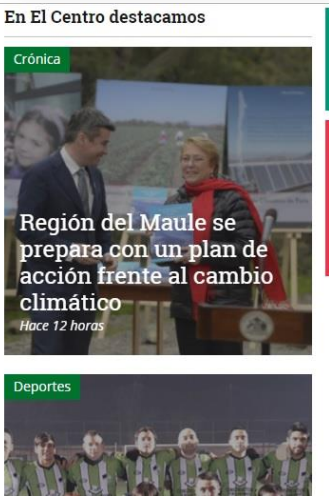 En El Centro destacamos
Crónica
Región del Maule se
prepara con un plan de
acción frente al cambio
climático
Hace 12 horas
Deportes